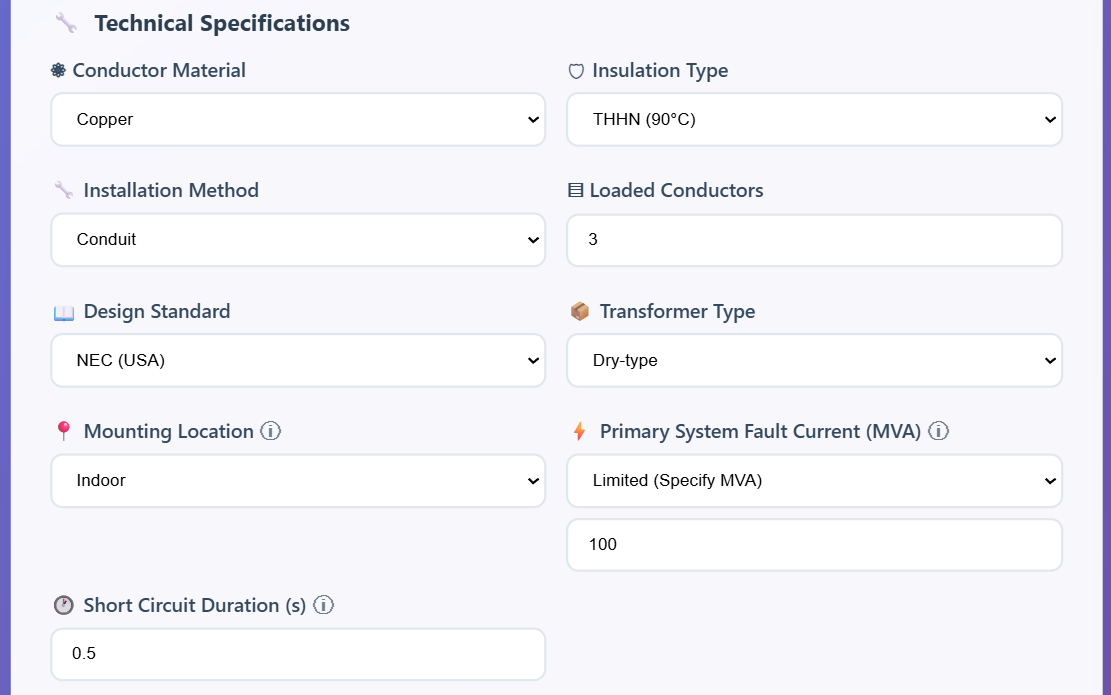 Technical Specifications
Conductor Material
Insulation Type
Copper
THHN (90°C)
Installation Method
Loaded Conductors
Conduit
3
Design Standard
Transformer Type
NEC (USA)
Dry-type
Mounting Location
Primary System Fault Current (MVA)
Indoor
Limited (Specify MVA)
100
Short Circuit Duration (s)
0.5